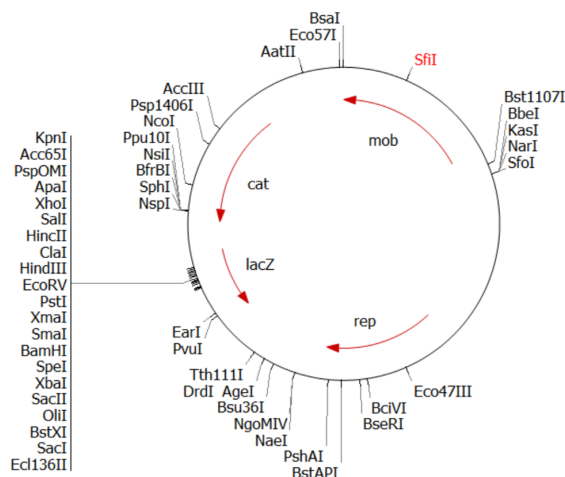 BsaI
Eco57I
AatII
SfiI
AccIII
Psp1406I
NcoI
Ppu10I
NsiI
BfrBI
SphI
NspI
Bst1107I
BbeI
KasI
NarI
SfoI
mob
cat
lacZ
rep
KpnI
Acc65I
PspOMI
ApaI
XhoI
SalI
HincII
ClaI
HindIII
EcoRV
PstI
XmaI
SmaI
BamHI
SpeI
XbaI
SacII
OliI
BstXI
SacI
Ecl136II
EarI
PvuI
Tth111I
DrdI AgeI
Bsu36I
NgoMIV
NaeI
PshAI
BstAPI
BseRI
BciVI
Eco47III